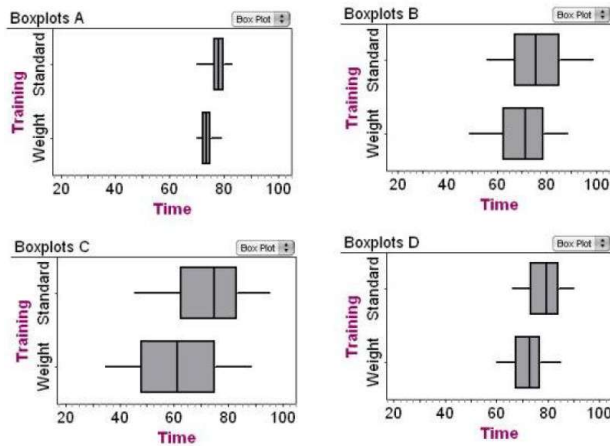 Boxplots A
Box Plot
Training
Standard
Weight
20 40 60 80 100
Time
Boxplots B
Box Plot
Training
Standard
Weight
20 40 60 80 100
Time
Boxplots C
Box Plot
Training
Standard
Weight
20 40 60 80 100
Time
Boxplots D
Box Plot
Training
Standard
Weight
20 40 60 80 100
Time